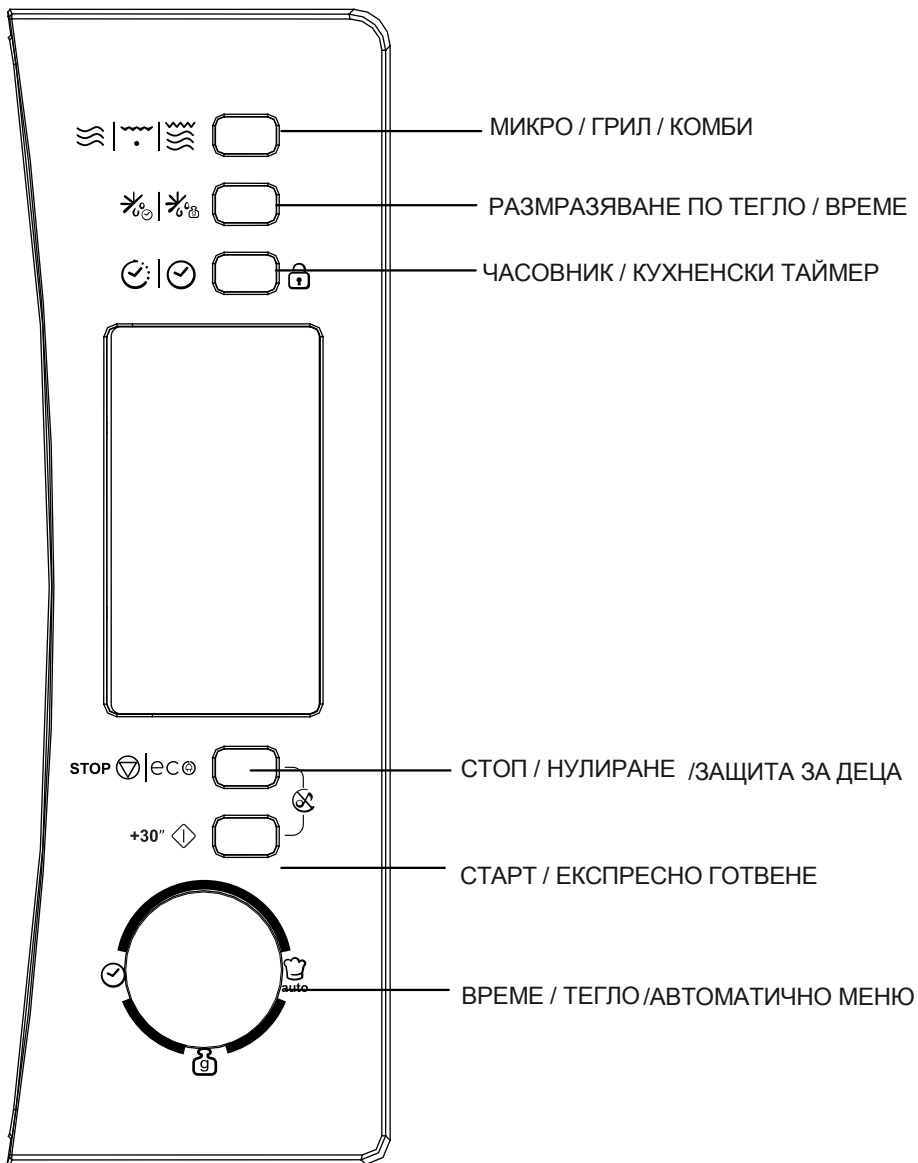 МИКРО / ГРИЛ / КОМБИ
РАЗМРАЗЯВАНЕ ПО ТЕГЛО / ВРЕМЕ
ЧАСОВНИК / КУХНЕНСКИ ТАЙМЕР
STOP eco СТОП / НУЛИРАНЕ /ЗАЩИТА ЗА ДЕЦА
+30"
СТАРТ / ЕКСПРЕСНО ГОТВЕНЕ
auto ВРЕМЕ / ТЕГЛО /АВТОМАТИЧНО МЕНЮ
g